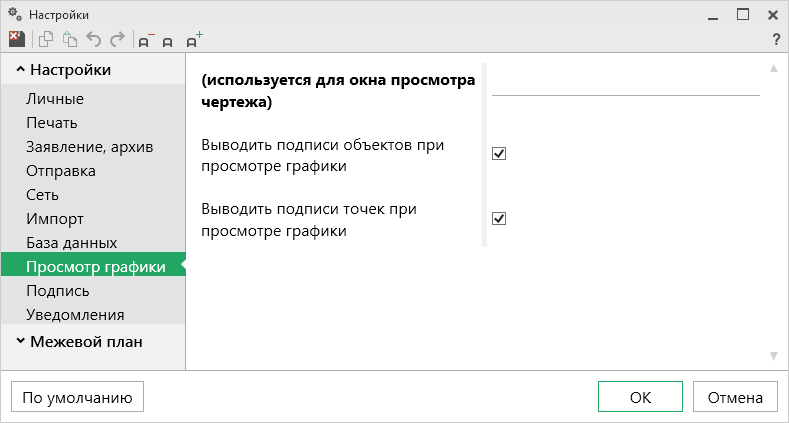 Настройки
?
Настройки
Личные
Печать
Заявление, архив
Отправка
Сеть
Импорт
База данных
Просмотр графики
Подпись
Уведомления
Межевой план
(используется для окна просмотра
чертежа)
Выводить подписи объектов при
просмотре графики
Выводить подписи точек при
просмотре графики
По умолчанию
ОК
Отмена